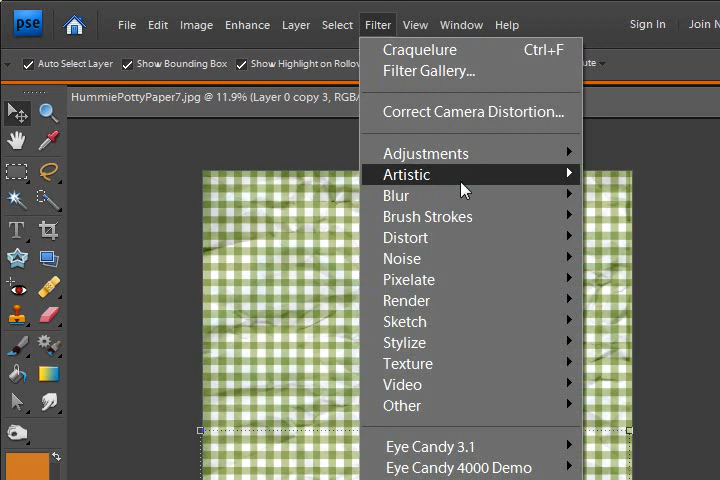 pse File Edit Image Enhance Layer Select Filter View Window Help Sign In Join N
Auto Select Layer Show Bounding Box Show Highlight on Rollov
HummiePottyPaper7.jpg @ 11.9% (Layer 0 copy 3, RGB/
Craquelure Ctrl+F
Filter Gallery...
Correct Camera Distortion...
Adjustments
Artistic
Blur
Brush Strokes
Distort
Noise
Pixelate
Render
Sketch
Stylize
Texture
Video
Other
Eye Candy 3.1
Eye Candy 4000 Demo
T